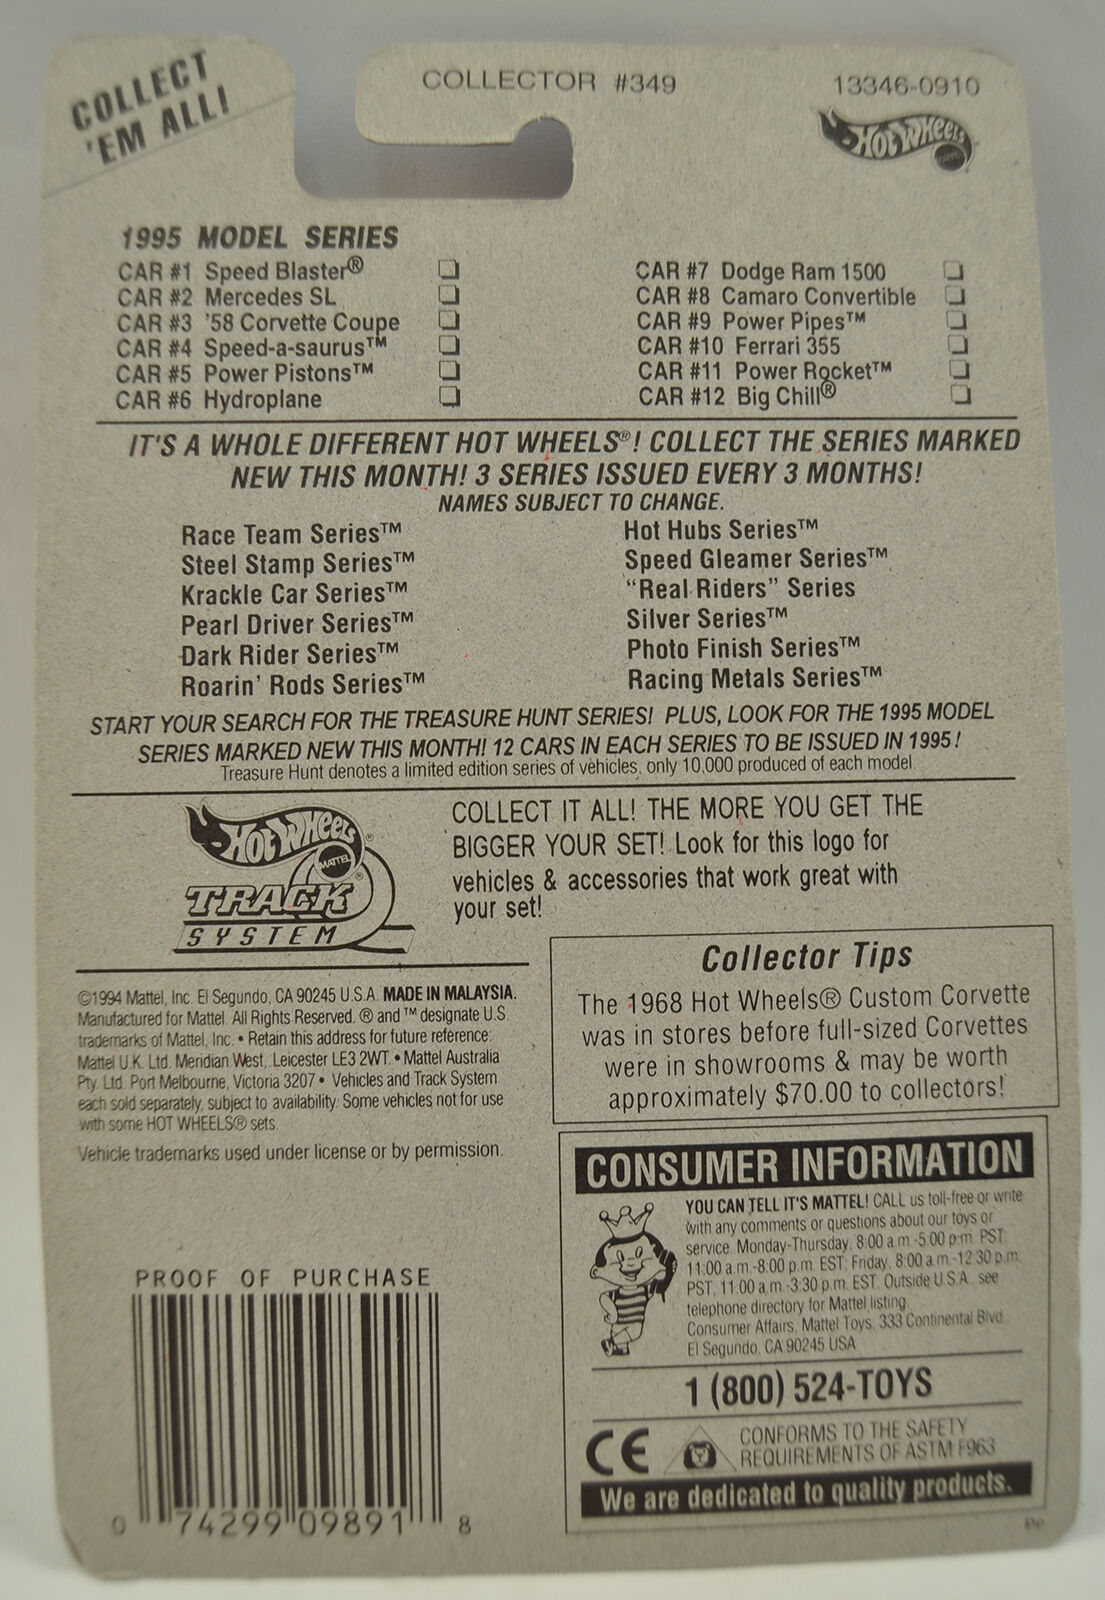 COLLECT
'EM ALL!
COLLECTOR #349
13346-0910
Hot Wheels
1995 MODEL SERIES
CAR #1 Speed Blaster®
CAR #2 Mercedes SL
CAR #3 '58 Corvette Coupe
CAR #4 Speed-a-saurus™
CAR #5 Power Pistons™
CAR #6 Hydroplane
CAR #7 Dodge Ram 1500
CAR #8 Camaro Convertible
CAR #9 Power Pipes™
CAR #10 Ferrari 355
CAR #11 Power Rocket™
CAR #12 Big Chill®
IT'S A WHOLE DIFFERENT HOT WHEELS®! COLLECT THE SERIES MARKED
NEW THIS MONTH! 3 SERIES ISSUED EVERY 3 MONTHS!
NAMES SUBJECT TO CHANGE.
Race Team Series™
Steel Stamp Series™
Krackle Car Series™
Pearl Driver Series™
Dark Rider Series™
Roarin' Rods Series™
Hot Hubs Series™
Speed Gleamer Series™
"Real Riders" Series
Silver Series™
Photo Finish Series™
Racing Metals Series™
START YOUR SEARCH FOR THE TREASURE HUNT SERIES! PLUS, LOOK FOR THE 1995 MODEL
SERIES MARKED NEW THIS MONTH! 12 CARS IN EACH SERIES TO BE ISSUED IN 1995!
Treasure Hunt denotes a limited edition series of vehicles, only 10,000 produced of each model.
Hot Wheels®
MATTEL
TRACK®
SYSTEM
COLLECT IT ALL! THE MORE YOU GET THE
BIGGER YOUR SET! Look for this logo for
vehicles & accessories that work great with
your set!
©1994 Mattel, Inc. El Segundo, CA 90245 U.S.A. MADE IN MALAYSIA.
Manufactured for Mattel. All Rights Reserved. ® and ™ designate U.S.
trademarks of Mattel, Inc. • Retain this address for future reference:
Mattel U.K. Ltd. Meridian West, Leicester LE3 2WT. • Mattel Australia
Pty. Ltd. Port Melbourne, Victoria 3207 • Vehicles and Track System
each sold separately, subject to availability. Some vehicles not for use
with some HOT WHEELS® sets.
Vehicle trademarks used under license or by permission.
Collector Tips
The 1968 Hot Wheels® Custom Corvette
was in stores before full-sized Corvettes
were in showrooms & may be worth
approximately $70.00 to collectors!
CONSUMER INFORMATION
YOU CAN TELL IT'S MATTEL! CALL us toll-free or write
with any comments or questions about our toys or
service. Monday-Thursday, 8:00 a.m.-5:00 p.m. PST:
11:00 a.m.-8:00 p.m. EST: Friday, 8:00 a.m.-12:30 p.m.
PST, 11:00 a.m.-3:30 p.m. EST. Outside U.S.A. see
telephone directory for Mattel listing.
Consumer Affairs, Mattel Toys, 333 Continental Blvd.
El Segundo, CA 90245 USA
1 (800) 524-TOYS
CE
CONFORMS TO THE SAFETY
REQUIREMENTS OF ASTM F963
We are dedicated to quality products.
PROOF OF PURCHASE
0 74299 09891 8